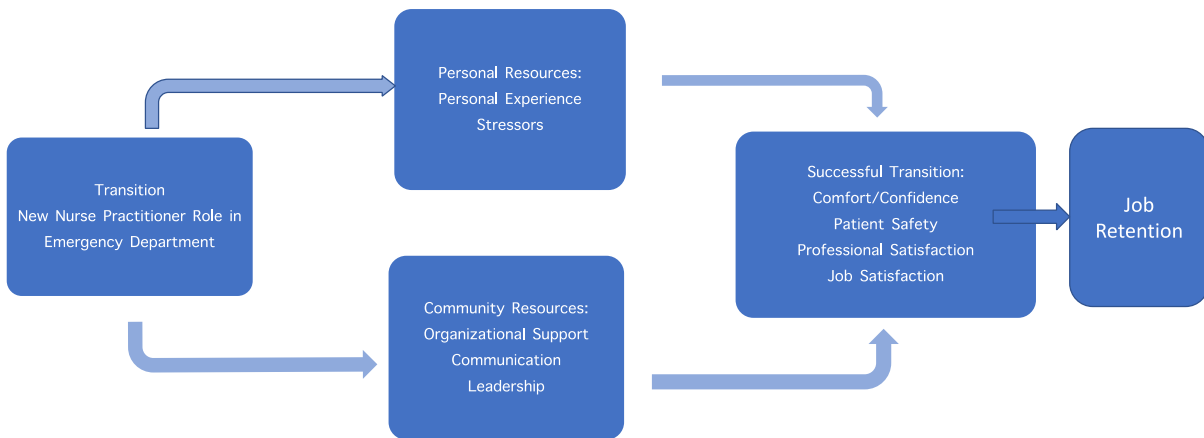 Transition
New Nurse Practitioner Role in
Emergency Department
Personal Resources:
Personal Experience
Stressors
Community Resources:
Organizational Support
Communication
Leadership
Successful Transition:
Comfort/Confidence
Patient Safety
Professional Satisfaction
Job Satisfaction
Job
Retention